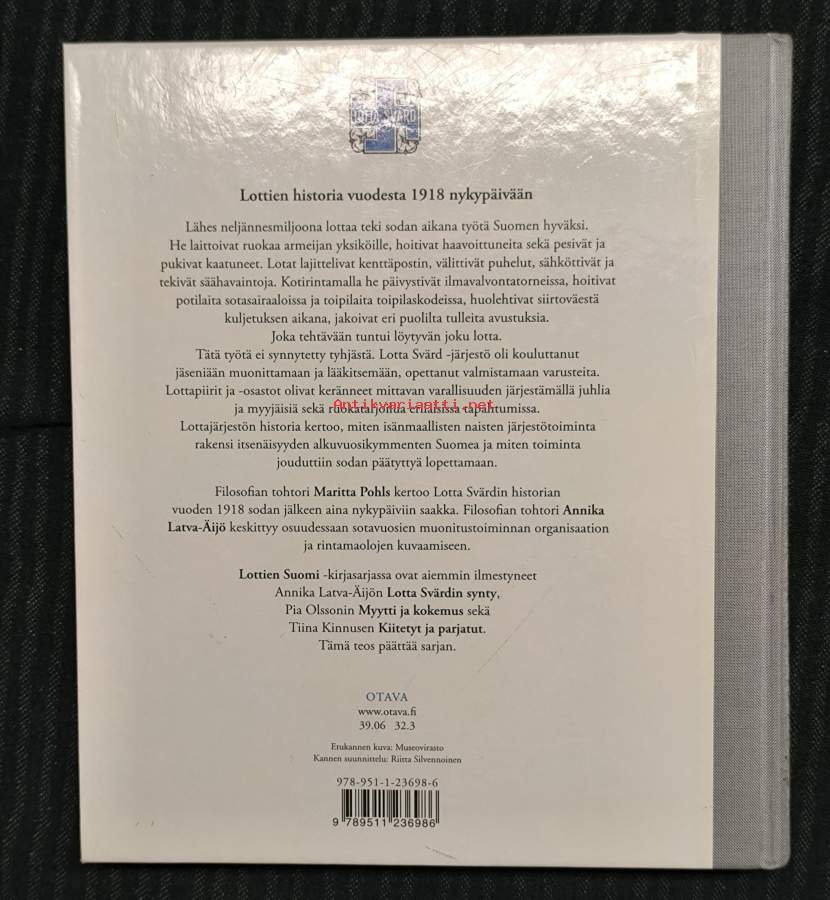 LOTTA SVÄRD
Lottien historia vuodesta 1918 nykypäivään
Lähes neljännesmiljoona lottaa teki sodan aikana työtä Suomen hyväksi.
He laittoivat ruokaa armeijan yksiköille, hoitivat haavoittuneita sekä pesivät ja
pukivat kaatuneet. Lotat lajittelivat kenttäpostin, välittivät puhelut, sähköttivät ja
tekivät säähavaintoja. Kotirintamalla he päivystivät ilmavalvontatorneissa, hoitivat
potilaita sotasairaaloissa ja toipilaita toipilaskodeissa, huolehtivat siirtoväestä
kuljetuksen aikana, jakoivat eri puolilta tulleita avustuksia.
Joka tehtävään tuntui löytyvän joku lotta.
Tätä työtä ei synnytetty tyhjästä. Lotta Svärd -järjestö oli kouluttanut
jäseniään muonittamaan ja lääkitsemään, opettanut valmistamaan varusteita.
Lottapiirit ja -osastot olivat keränneet mittavan varallisuuden järjestämällä juhlia
Antikvariaatti.net
ja myyjäisiä sekä ruokatarjoilua erilaisissa tapahtumissa.
Lottajärjestön historia kertoo, miten isänmaallisten naisten järjestötoiminta
rakensi itsenäisyyden alkuvuosikymmenten Suomea ja miten toiminta
jouduttiin sodan päätyttyä lopettamaan.
Filosofian tohtori Maritta Pohls kertoo Lotta Svärdin historian
vuoden 1918 sodan jälkeen aina nykypäiviin saakka. Filosofian tohtori Annika
Latva-Äijö keskittyy osuudessaan sotavuosien muonitustoiminnan organisaation
ja rintamaolojen kuvaamiseen.
Lottien Suomi -kirjasarjassa ovat aiemmin ilmestyneet
Annika Latva-Äijön Lotta Svärdin synty,
Pia Olssonin Myytti ja kokemus sekä
Tiina Kinnusen Kiitetyt ja parjatut.
Tämä teos päättää sarjan.
OTAVA
www.otava.fi
39.06 32.3
Etukannen kuva: Museovirasto
Kannen suunnittelu: Riitta Silvennoinen
978-951-1-23698-6
9 789511 236986